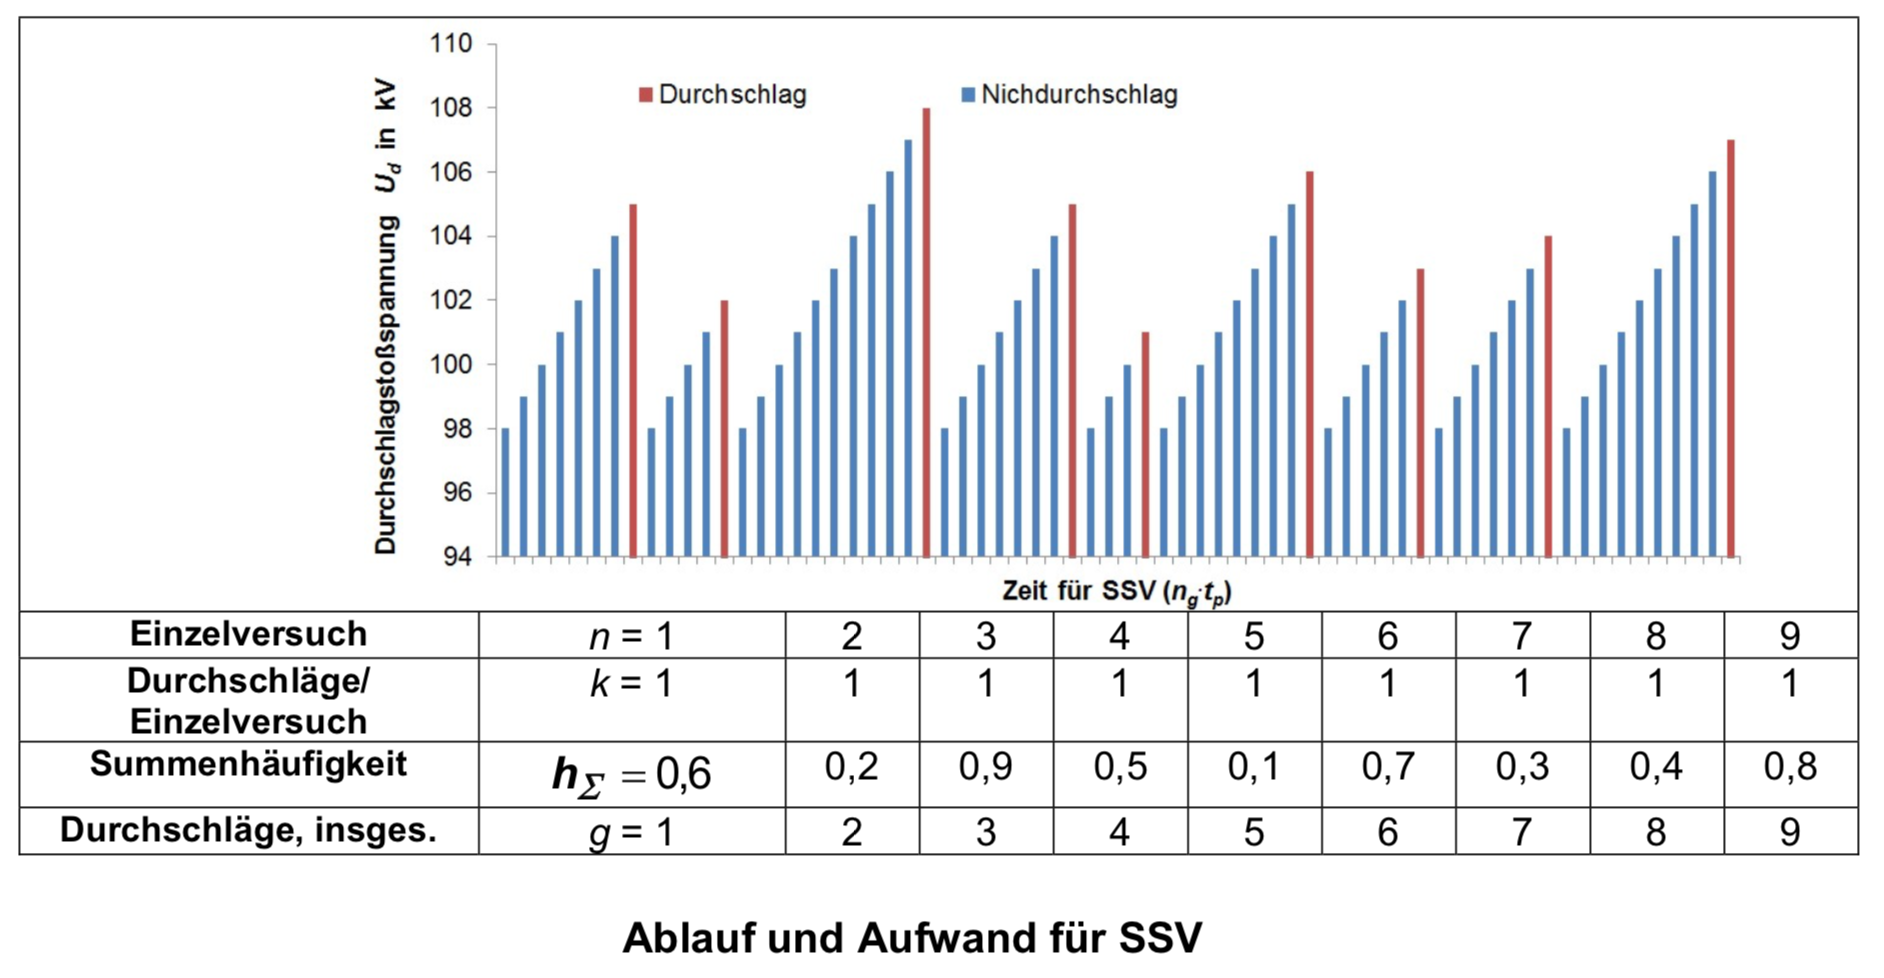 110
Durchschlag
Nichdurchschlag
108
106
104
102
100
98
96
94
Durchschlagstoßspannung U_d in kV
Zeit für SSV (n_g·t_p)
Einzelversuch n = 1 2 3 4 5 6 7 8 9
Durchschläge/ k = 1 1 1 1 1 1 1 1 1
Einzelversuch
Summenhäufigkeit h_Σ = 0,6 0,2 0,9 0,5 0,1 0,7 0,3 0,4 0,8
Durchschläge, insges. g = 1 2 3 4 5 6 7 8 9
Ablauf und Aufwand für SSV